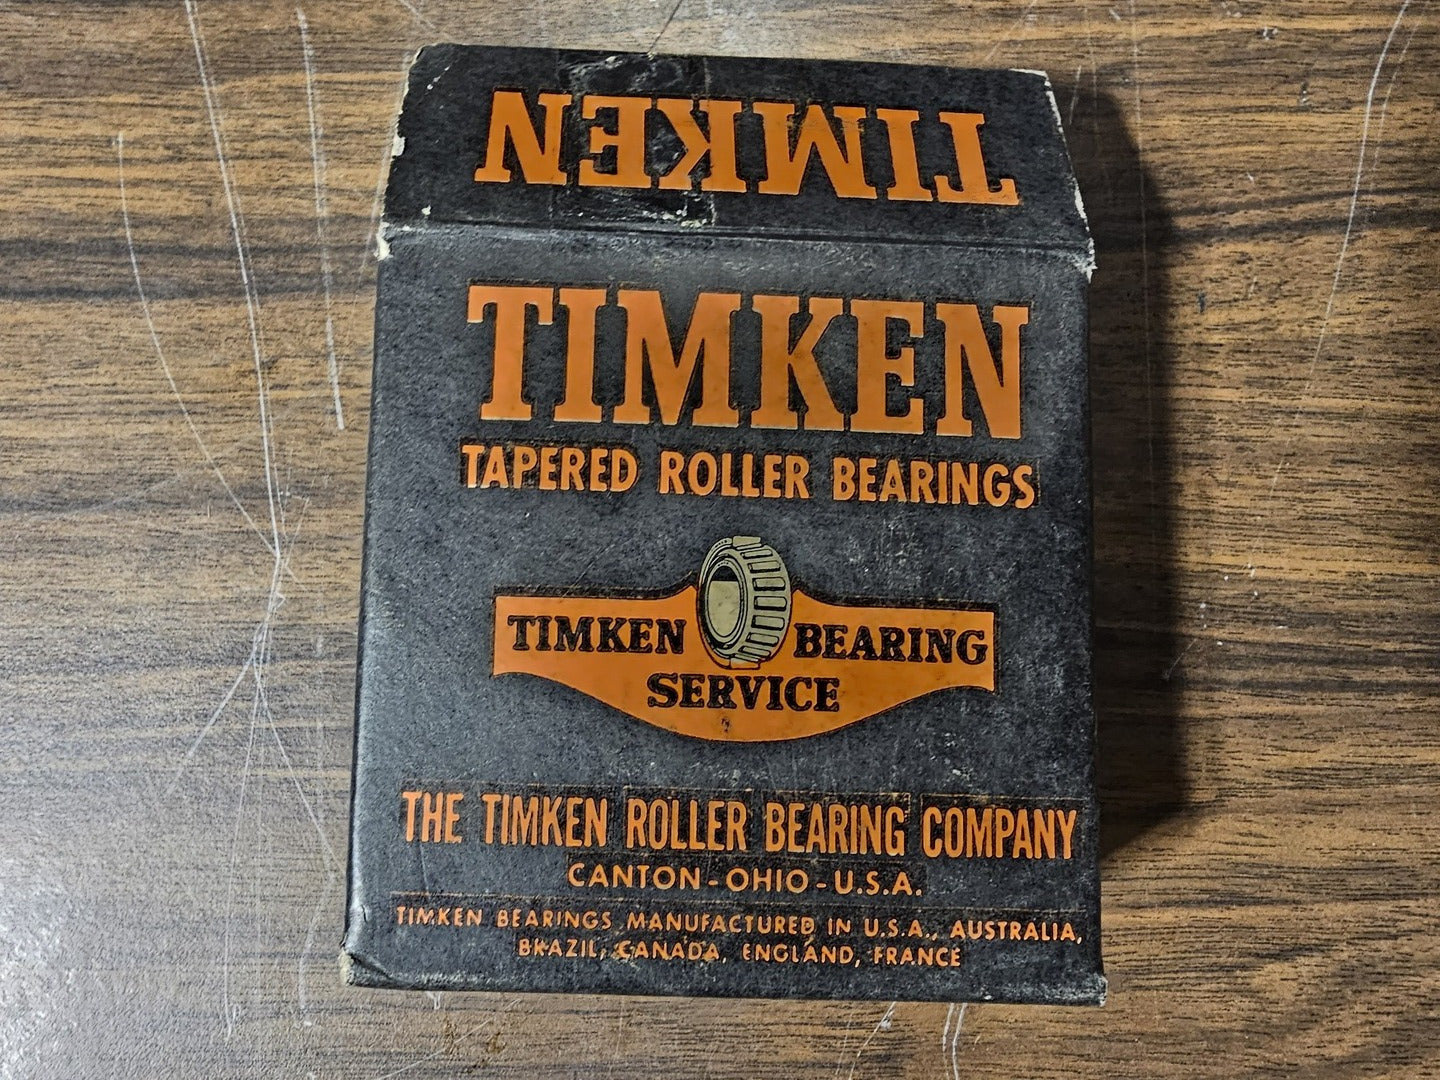 TIMKEN
TIMKEN
TAPERED ROLLER BEARINGS
TIMKEN BEARING
SERVICE
THE TIMKEN ROLLER BEARING COMPANY
CANTON-OHIO-U.S.A.
TIMKEN BEARINGS MANUFACTURED IN U.S.A., AUSTRALIA,
BRAZIL, CANADA, ENGLAND, FRANCE